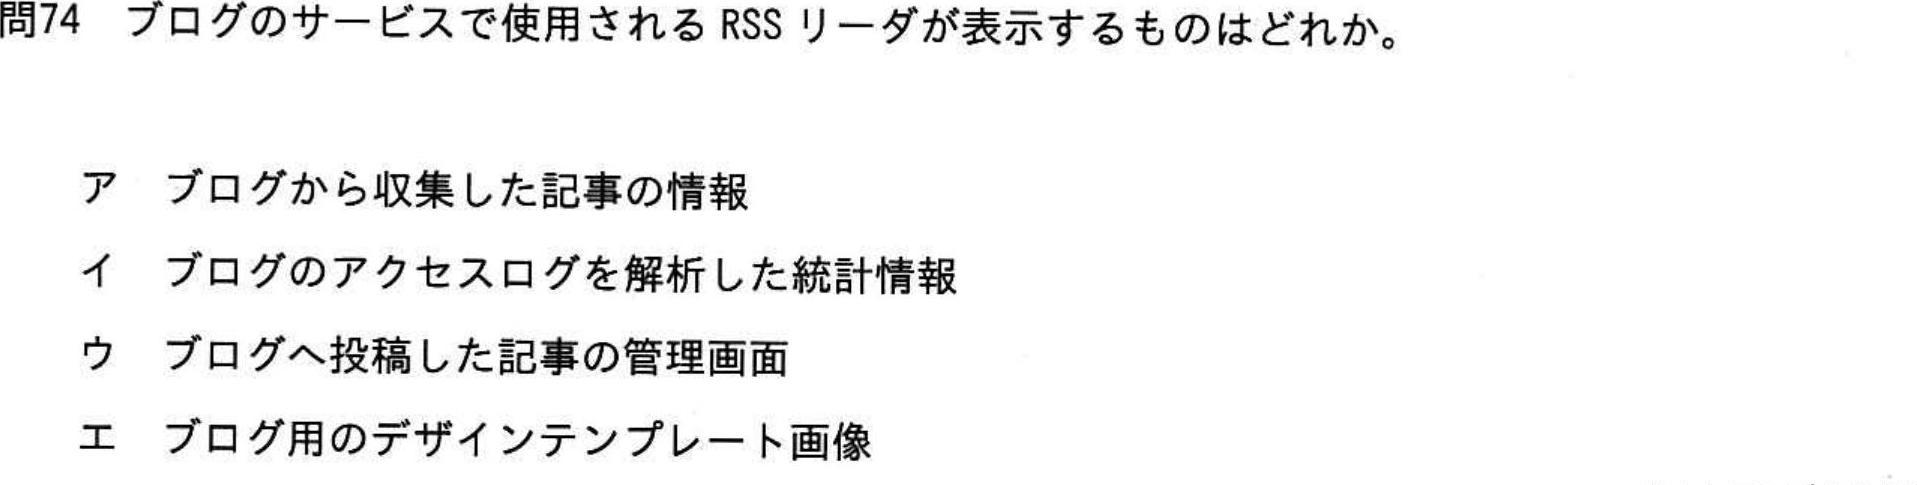 問74 ブログのサービスで使用される RSS リーダが表示するものはどれか。
ア ブログから収集した記事の情報
イ ブログのアクセスログを解析した統計情報
ウ ブログへ投稿した記事の管理画面
エ ブログ用のデザインテンプレート画像